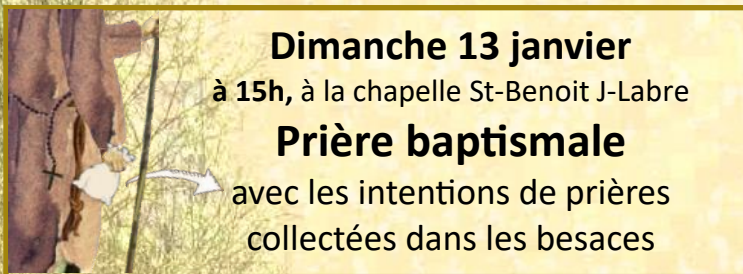 Dimanche 13 janvier
à 15h, à la chapelle St-Benoit J-Labre
Prière baptismale
avec les intentions de prières
collectées dans les besaces